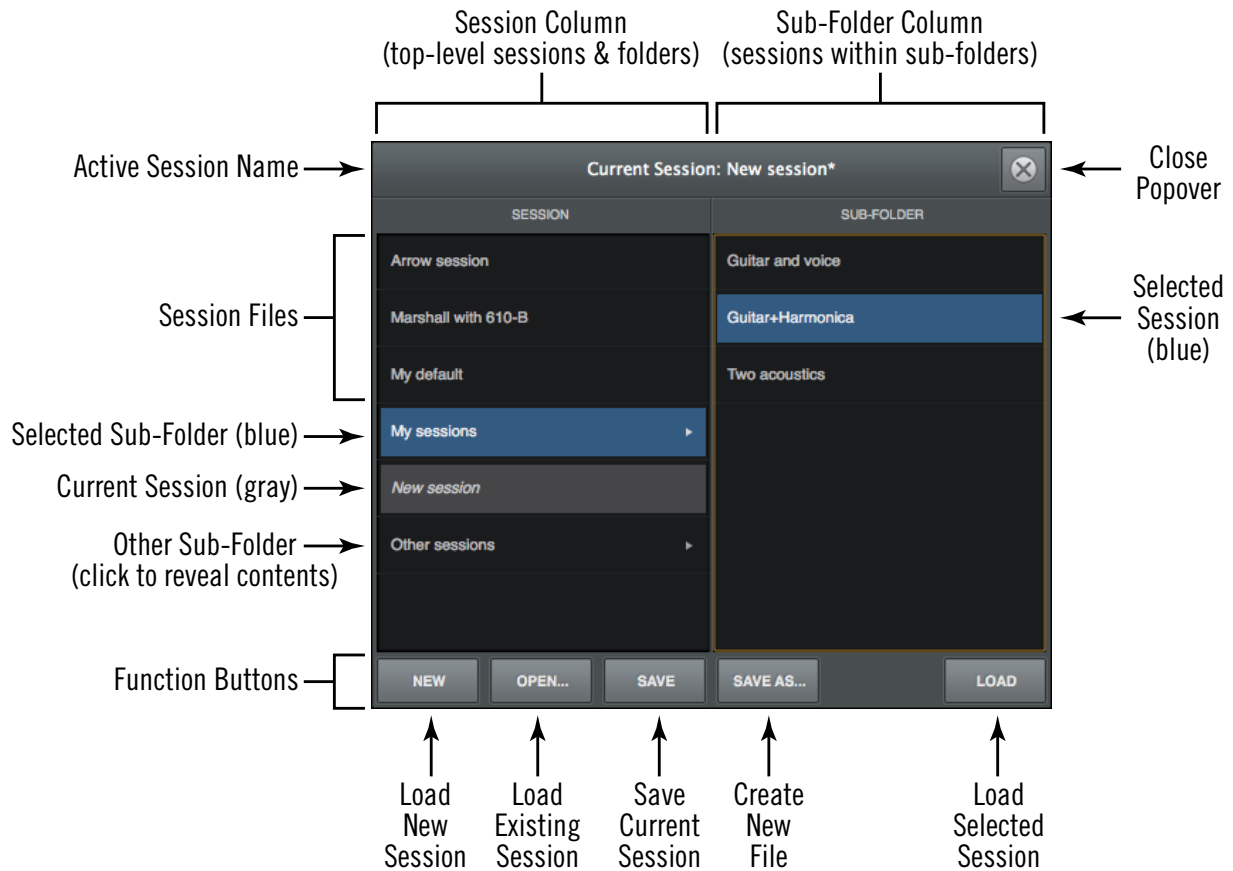 Session Column
(top-level sessions & folders)
Sub-Folder Column
(sessions within sub-folders)
Active Session Name
Current Session: New session*
Close
Popover
SESSION
SUB-FOLDER
Session Files
Arrow session
Marshall with 610-B
My default
Guitar and voice
Guitar+Harmonica
Two acoustics
Selected
Session
(blue)
Selected Sub-Folder (blue)
My sessions
Current Session (gray)
New session
Other Sub-Folder
(click to reveal contents)
Other sessions
Function Buttons
NEW
OPEN...
SAVE
SAVE AS...
LOAD
Load
New
Session
Load
Existing
Session
Save
Current
Session
Create
New
File
Load
Selected
Session